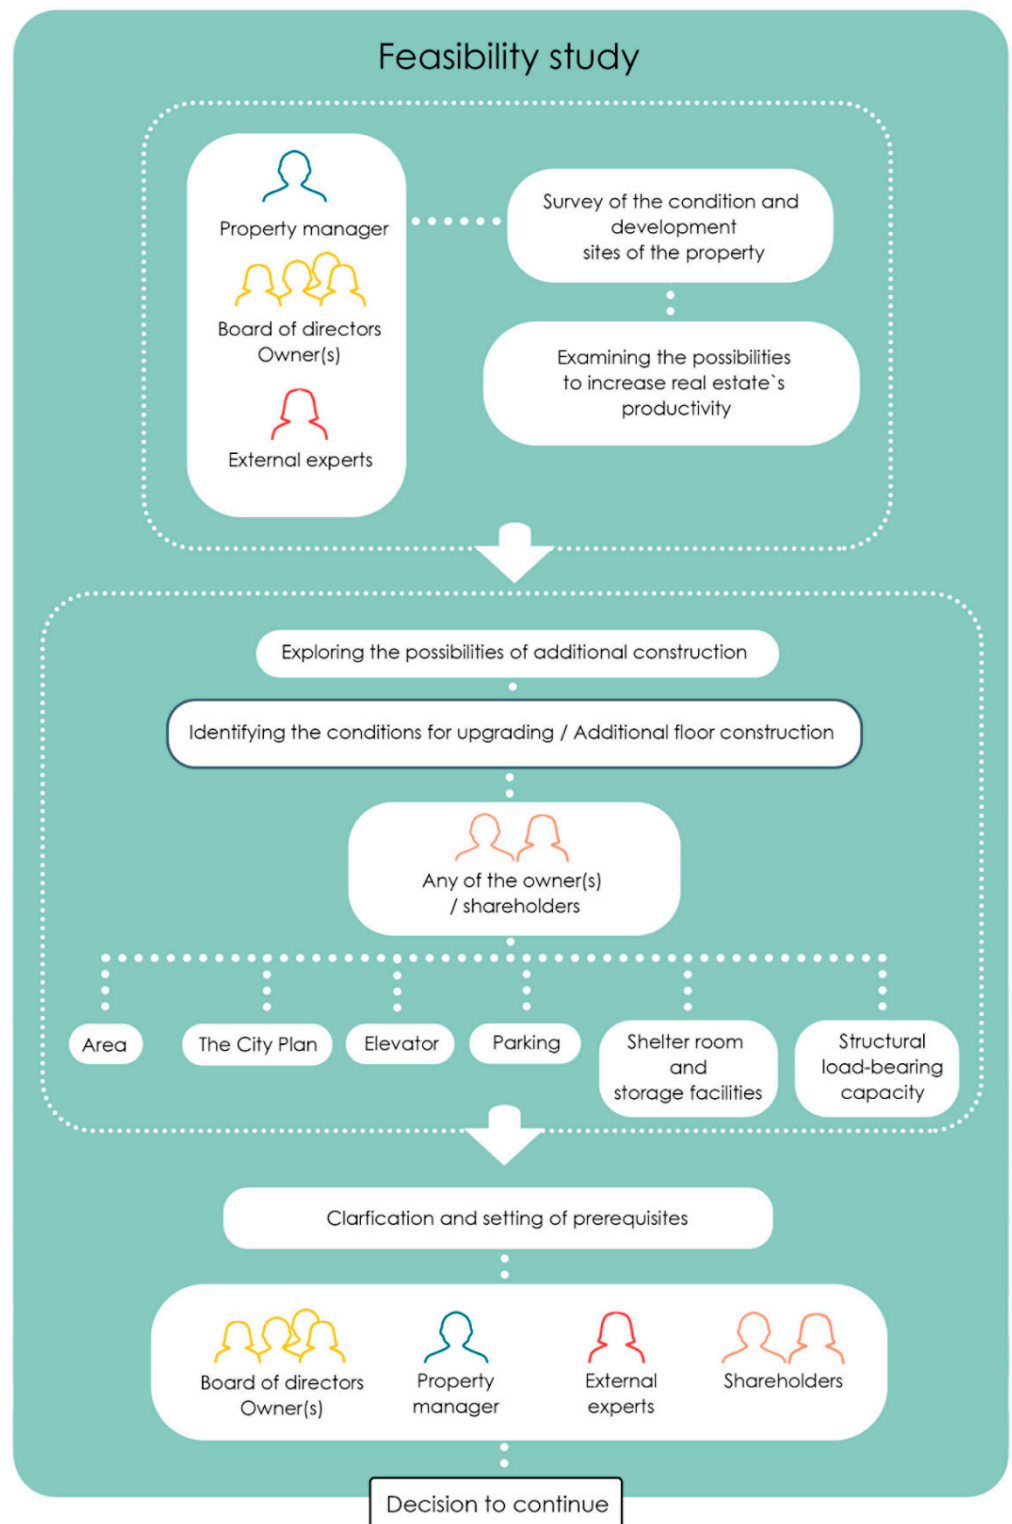 Feasibility study
Property manager
Board of directors
Owner(s)
External experts
Survey of the condition and
development
sites of the property
Examining the possibilities
to increase real estate`s
productivity
Exploring the possibilities of additional construction
Identifying the conditions for upgrading / Additional floor construction
Any of the owner(s)
/ shareholders
Area
The City Plan
Elevator
Parking
Shelter room
and
storage facilities
Structural
load-bearing
capacity
Clarfication and setting of prerequisites
Board of directors
Owner(s)
Property
manager
External
experts
Shareholders
Decision to continue